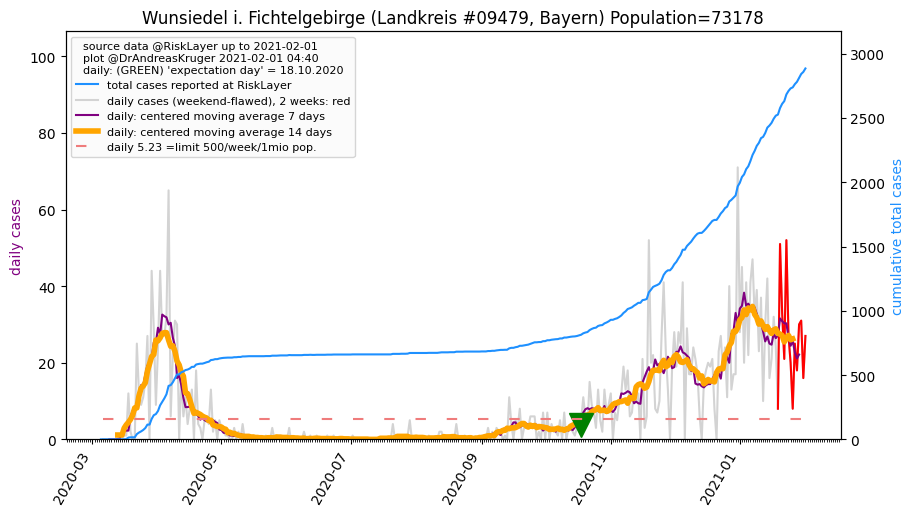 Wunsiedel i. Fichtelgebirge (Landkreis #09479, Bayern) Population=73178
source data @RiskLayer up to 2021-02-01
plot @DrAndreasKruger 2021-02-01 04:40
daily: (GREEN) 'expectation day' = 18.10.2020
total cases reported at RiskLayer
daily cases (weekend-flawed), 2 weeks: red
daily: centered moving average 7 days
daily: centered moving average 14 days
daily 5.23 =limit 500/week/1mio pop.
daily cases
100
80
60
40
20
0
cumulative total cases
3000
2500
2000
1500
1000
500
0
2020-03
2020-05
2020-07
2020-09
2020-11
2021-01